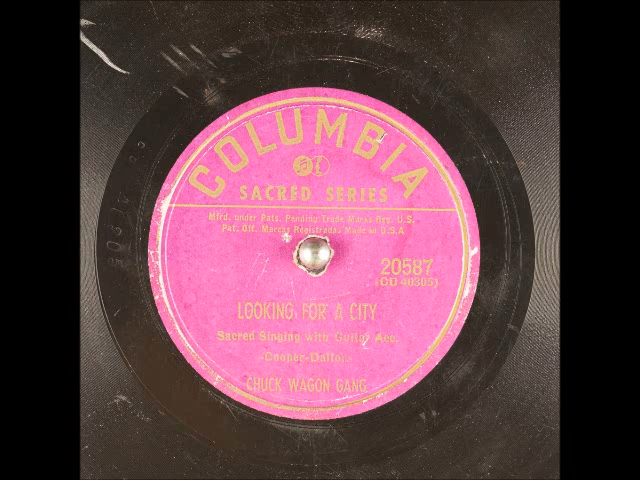 COLUMBIA
SACRED SERIES
Mfrd. under Pats. Pending Trade Marks Reg. U.S.
Pat. Off. Marcas Registradas Made in U.S.A
20587
(CO 40305)
LOOKING FOR A CITY
Sacred Singing with Guitar Acc.
-Cooper-
CHUCK WAGON GANG